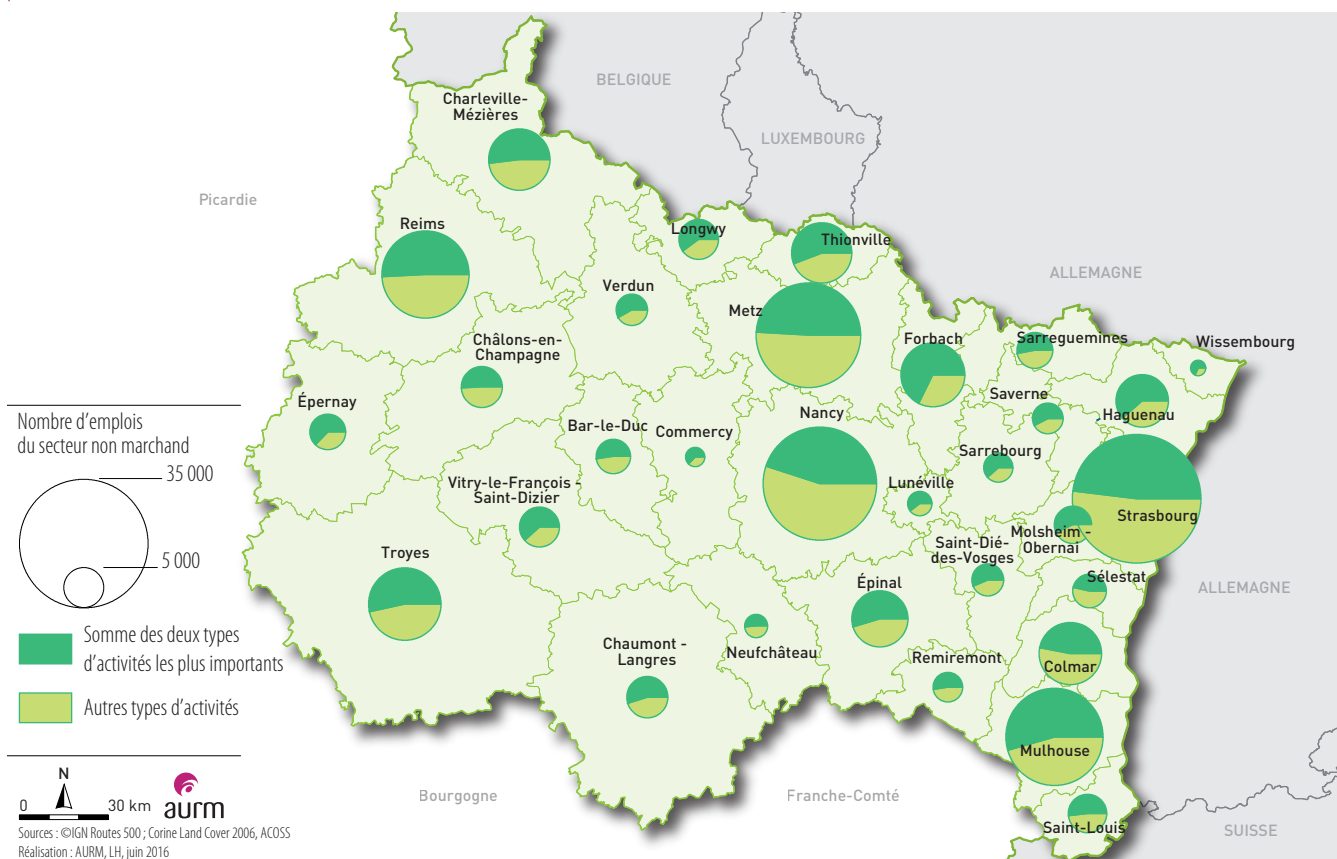 BELGIQUE
LUXEMBOURG
Picardie
ALLEMAGNE
Charleville-
Mézières
Reims
Longwy
Thionville
Verdun
Metz
Châlons-en-
Champagne
Forbach
Sarreguemines
Wissembourg
Épernay
Saverne
Haguenau
Nancy
Bar-le-Duc
Commercy
Sarrebourg
Vitry-le-François -
Saint-Dizier
Lunéville
Strasbourg
Molsheim -
Obernai
Saint-Dié-
des-Vosges
Troyes
Sélestat
Épinal
ALLEMAGNE
Chaumont -
Langres
Neufchâteau
Remiremont
Colmar
Mulhouse
Saint-Louis
Bourgogne
Franche-Comté
SUISSE
Nombre d'emplois
du secteur non marchand
35 000
5 000
Somme des deux types
d'activités les plus importants
Autres types d'activités
N
0 30 km
aurm
Sources : ©IGN Routes 500 ; Corine Land Cover 2006, ACOSS
Réalisation : AURM, LH, juin 2016